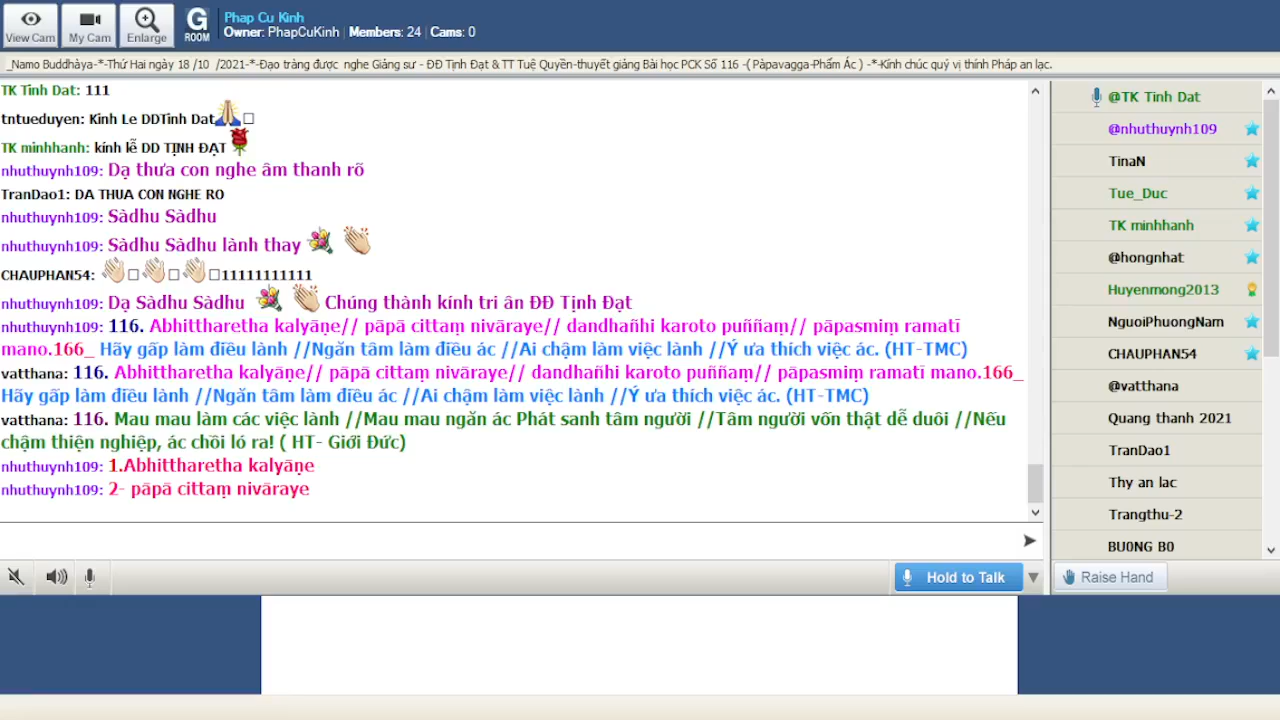 View Cam
My Cam
Enlarge
G
ROOM
Phap Cu Kinh
Owner: PhapCuKinh | Members: 24 | Cams: 0
_Namo Buddhàya-*-Thứ Hai ngày 18 /10 /2021-*-Đạo tràng được nghe Giảng sư - ĐĐ Tịnh Đạt & TT Tuệ Quyền-thuyết giảng Bài học PCK Số 116 -( Pàpavagga-Phẩm Ác ) -*-Kính chúc quý vị thính Pháp an lạc.
TK Tinh Dat: 111
tntueduyen: Kinh Le DDTinh Dat
TK minhhanh: kính lễ DD TỊNH ĐẠT
nhuthuynh109: Dạ thưa con nghe âm thanh rõ
TranDao1: DA THUA CON NGHE RO
nhuthuynh109: Sàdhu Sàdhu
nhuthuynh109: Sàdhu Sàdhu lành thay
CHAUPHAN54: 11111111111
nhuthuynh109: Dạ Sàdhu Sàdhu Chúng thành kính tri ân ĐĐ Tịnh Đạt
nhuthuynh109: 116. Abhittharetha kalyāṇe// pāpā cittaṃ nivāraye// dandhañhi karoto puññaṃ// pāpasmiṃ ramatī
mano.166_ Hãy gấp làm điều lành //Ngăn tâm làm điều ác //Ai chậm làm việc lành //Ý ưa thích việc ác. (HT-TMC)
vatthana: 116. Abhittharetha kalyāṇe// pāpā cittaṃ nivāraye// dandhañhi karoto puññaṃ// pāpasmiṃ ramatī mano.166_
Hãy gấp làm điều lành //Ngăn tâm làm điều ác //Ai chậm làm việc lành //Ý ưa thích việc ác. (HT-TMC)
vatthana: 116. Mau mau làm các việc lành //Mau mau ngăn ác Phát sanh tâm người //Tâm người vốn thật dễ duôi //Nếu
chậm thiện nghiệp, ác chồi ló ra! ( HT- Giới Đức)
nhuthuynh109: 1.Abhittharetha kalyāṇe
nhuthuynh109: 2- pāpā cittaṃ nivāraye
Hold to Talk
@TK Tinh Dat
@nhuthuynh109
TinaN
Tue_Duc
TK minhhanh
@hongnhat
Huyenmong2013
NguoiPhuongNam
CHAUPHAN54
@vatthana
Quang thanh 2021
TranDao1
Thy an lac
Trangthu-2
BU0NG B0
Raise Hand